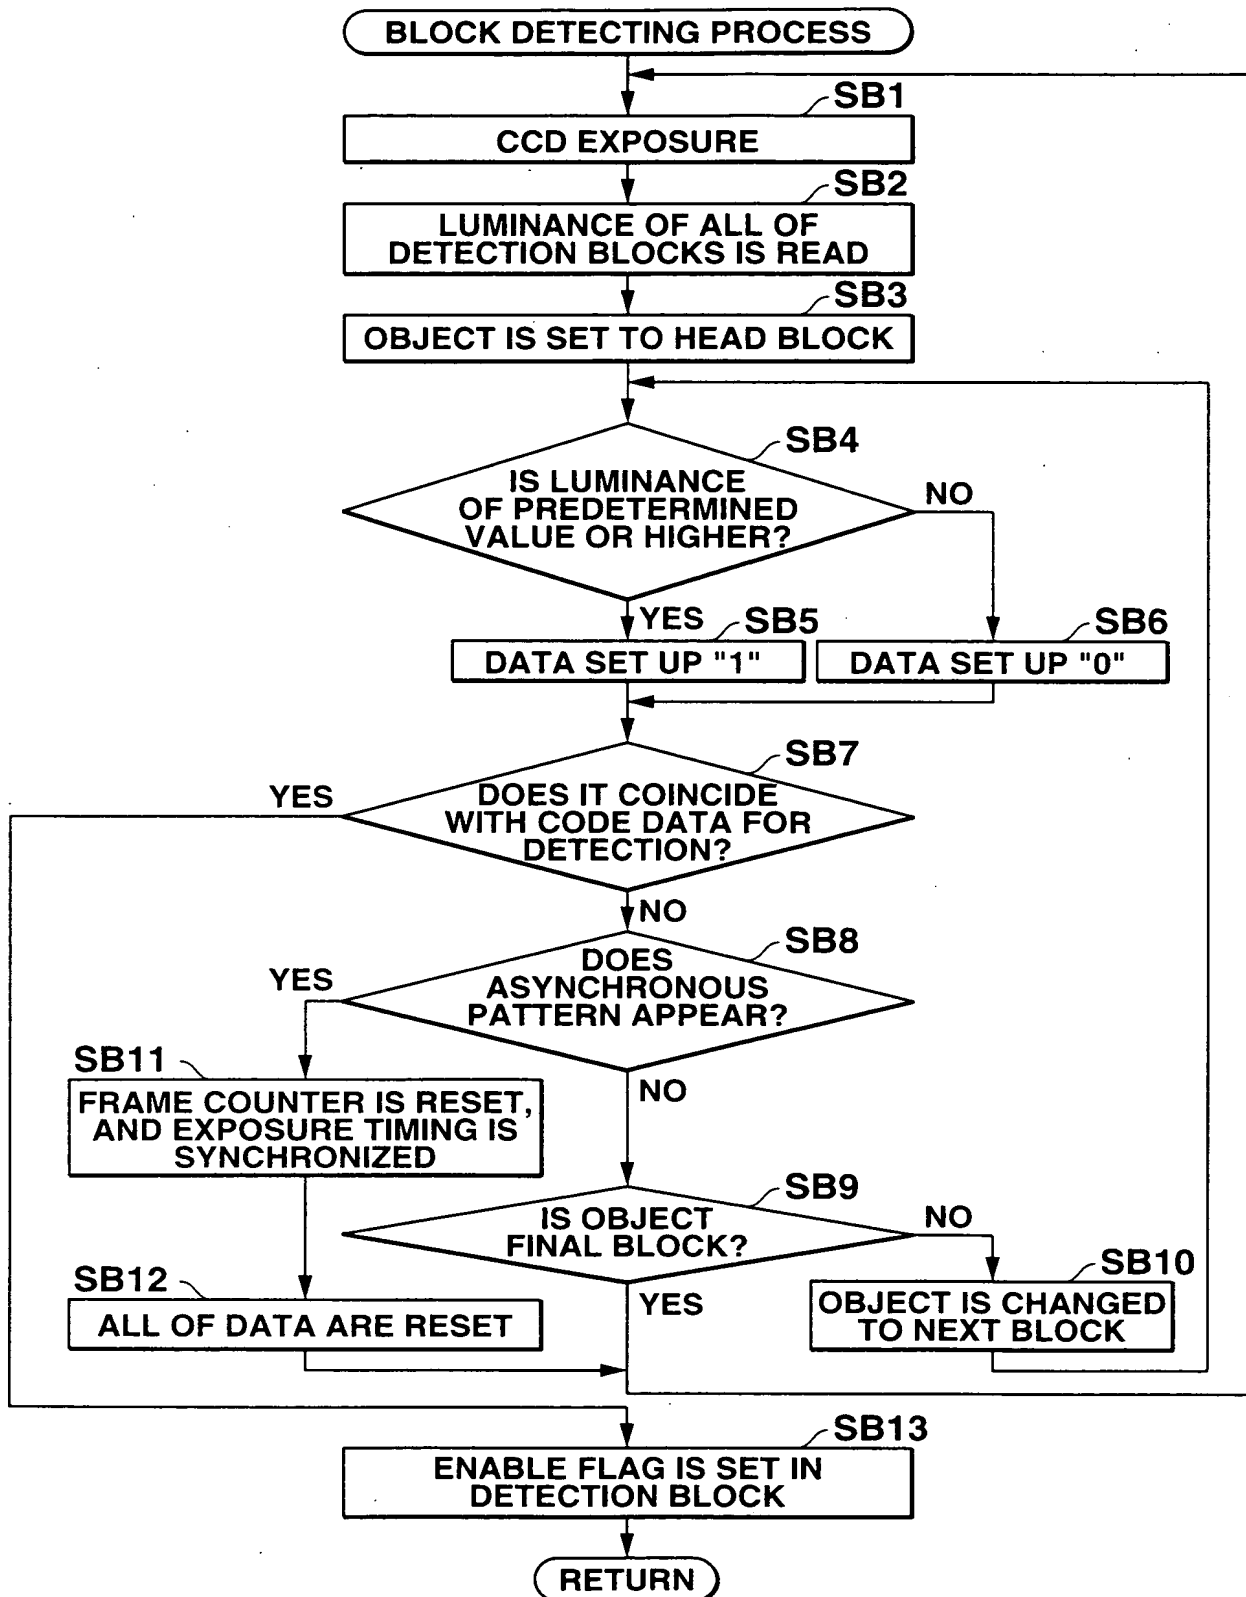 BLOCK DETECTING PROCESS
SB1
CCD EXPOSURE
SB2
LUMINANCE OF ALL OF
DETECTION BLOCKS IS READ
SB3
OBJECT IS SET TO HEAD BLOCK
SB4
IS LUMINANCE
OF PREDETERMINED
VALUE OR HIGHER?
NO
YES
SB5
SB6
DATA SET UP "1"
DATA SET UP "0"
SB7
YES
DOES IT COINCIDE
WITH CODE DATA FOR
DETECTION?
NO
SB8
YES
DOES
ASYNCHRONOUS
PATTERN APPEAR?
SB11
NO
FRAME COUNTER IS RESET,
AND EXPOSURE TIMING IS
SYNCHRONIZED
SB9
IS OBJECT
FINAL BLOCK?
NO
SB12
YES
SB10
ALL OF DATA ARE RESET
OBJECT IS CHANGED
TO NEXT BLOCK
SB13
ENABLE FLAG IS SET IN
DETECTION BLOCK
RETURN